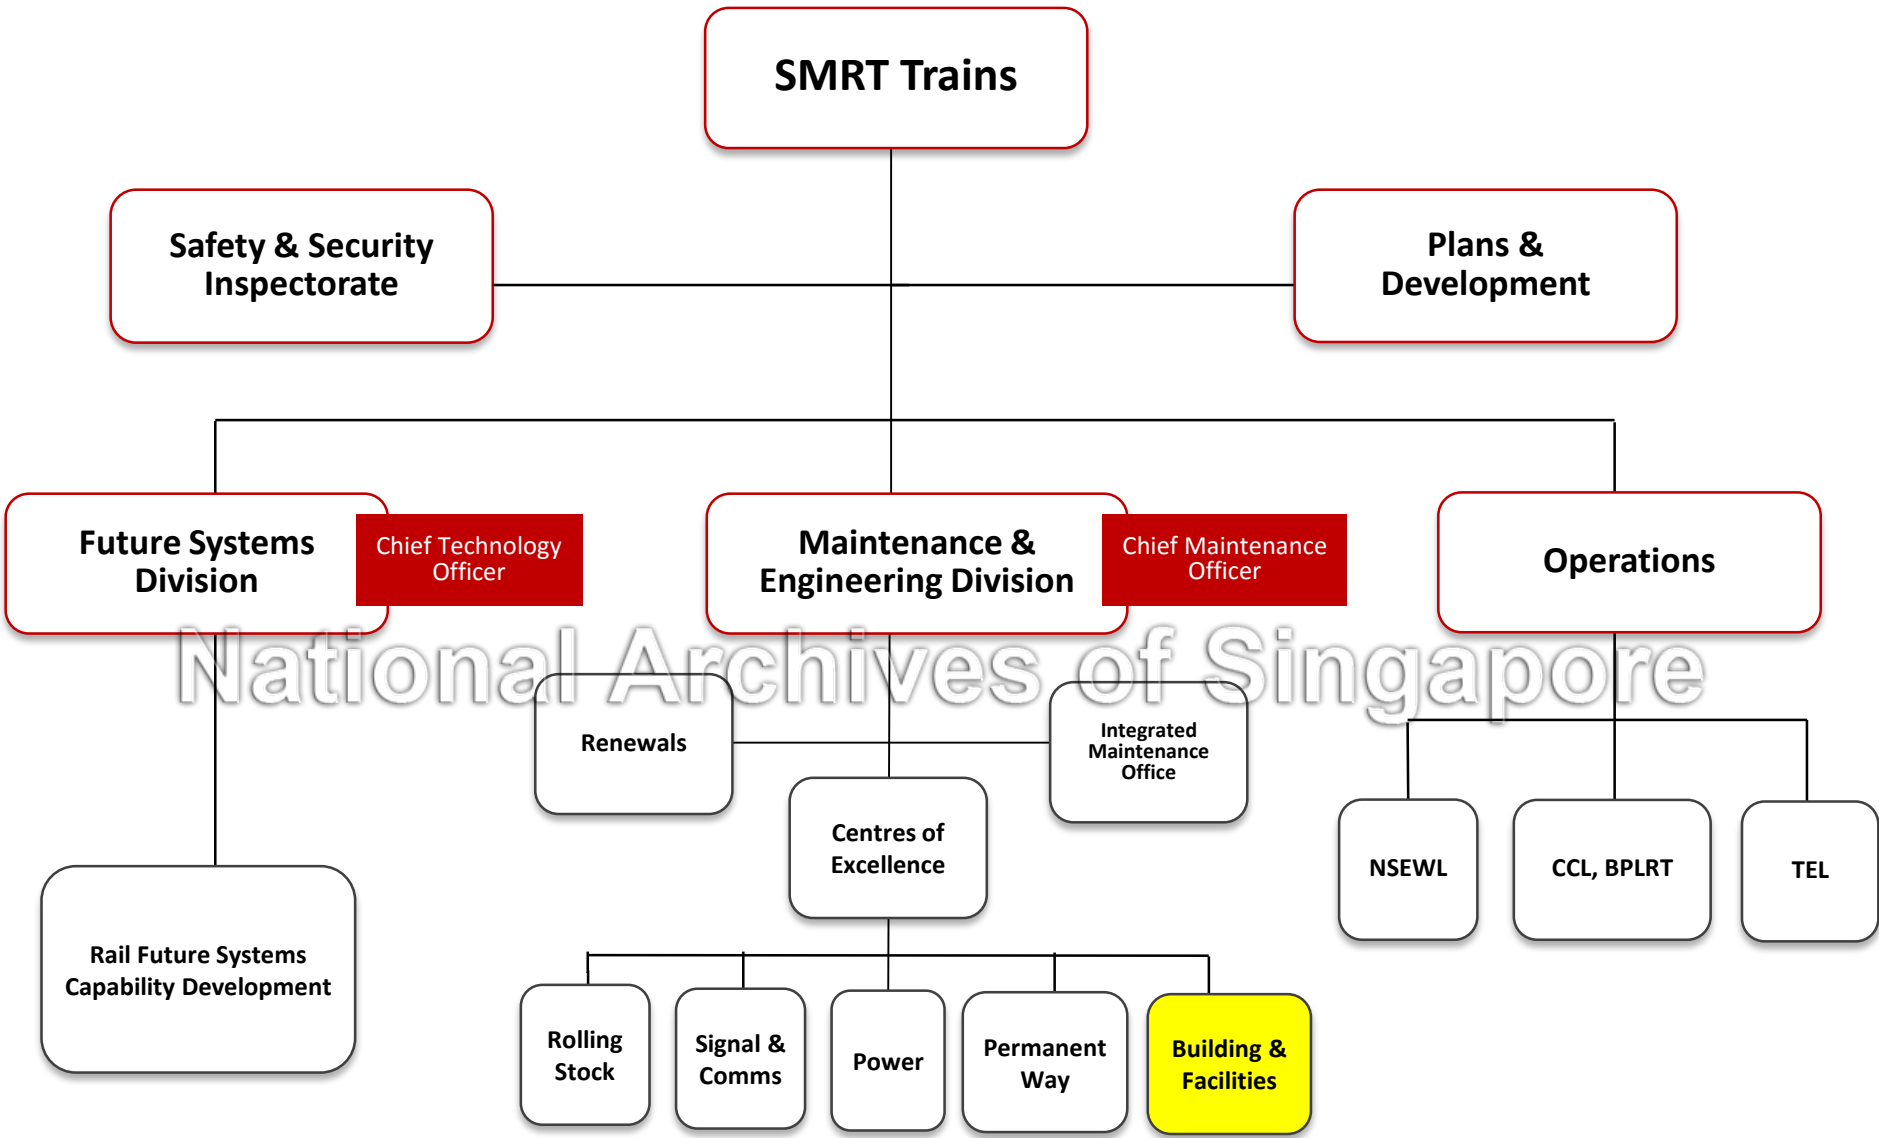 SMRT Trains
Safety & Security
Inspectorate
Plans &
Development
Future Systems
Division
Chief Technology
Officer
Maintenance &
Engineering Division
Chief Maintenance
Officer
Operations
National Archives of Singapore
Renewals
Integrated
Maintenance
Office
Centres of
Excellence
NSEWL
CCL, BPLRT
TEL
Rail Future Systems
Capability Development
Rolling
Stock
Signal &
Comms
Power
Permanent
Way
Building &
Facilities